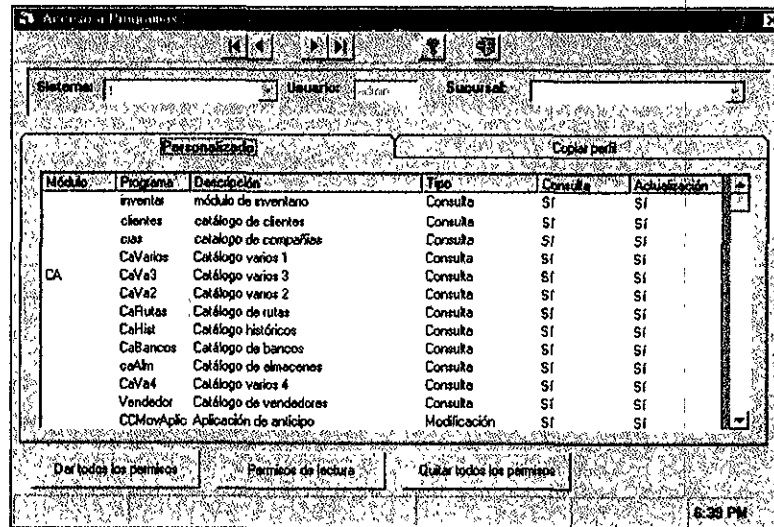 Acceso a Programas
Sistema: Usuario: admin Sucursal:
Personalizado Copiar perfil
Módulo Programa Descripción Tipo Consulta Actualización
inventar módulo de inventario Consulta Sí Sí
clientes catálogo de clientes Consulta Sí Sí
cias catalogo de compañías Consulta Sí Sí
CaVarios Catálogo varios 1 Consulta Sí Sí
CA CaVa3 Catálogo varios 3 Consulta Sí Sí
CaVa2 Catálogo varios 2 Consulta Sí Sí
CaRutas Catálogo de rutas Consulta Sí Sí
CaHist Catálogo históricos Consulta Sí Sí
CaBancos Catálogo de bancos Consulta Sí Sí
caAlm Catálogo de almacenes Consulta Sí Sí
CaVa4 Catálogo varios 4 Consulta Sí Sí
Vendedor Catálogo de vendedores Consulta Sí Sí
CCMovAplic Aplicación de anticipo Modificación Sí Sí
Dar todos los permisos Permisos de lectura Quitar todos los permisos
6:39 PM